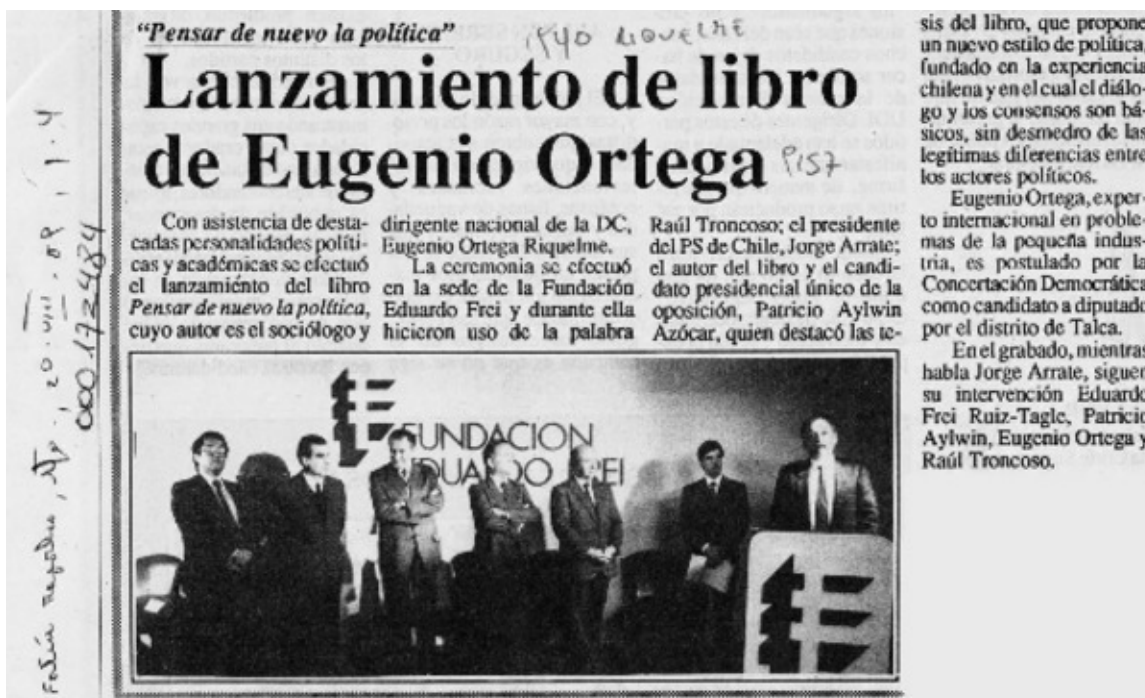 "Pensar de nuevo la política"
Lanzamiento de libro
de Eugenio Ortega
P157
Con asistencia de desta-
cadas personalidades políti-
cas y académicas se efectuó
el lanzamiento del libro
Pensar de nuevo la política,
cuyo autor es el sociólogo y
dirigente nacional de la DC,
Eugenio Ortega Riquelme.
La ceremonia se efectuó
en la sede de la Fundación
Eduardo Frei y durante ella
hicieron uso de la palabra
Raúl Troncoso; el presidente
del PS de Chile, Jorge Arrate;
el autor del libro y el candi-
dato presidencial único de la
oposición, Patricio Aylwin
Azócar, quien destacó las te-
sis del libro, que propone
un nuevo estilo de política,
fundado en la experiencia
chilena y en el cual el diálo-
go y los consensos son bá-
sicos, sin desmedro de las
legítimas diferencias entre
los actores políticos.
Eugenio Ortega, exper-
to internacional en proble-
mas de la pequeña indus-
tria, es postulado por la
Concertación Democrática
como candidato a diputado
por el distrito de Talca.
En el grabado, mientras
habla Jorge Arrate, siguen
su intervención Eduardo
Frei Ruiz-Tagle, Patricio
Aylwin, Eugenio Ortega y
Raúl Troncoso.
FUNDACION
EDUARDO FREI
000172484